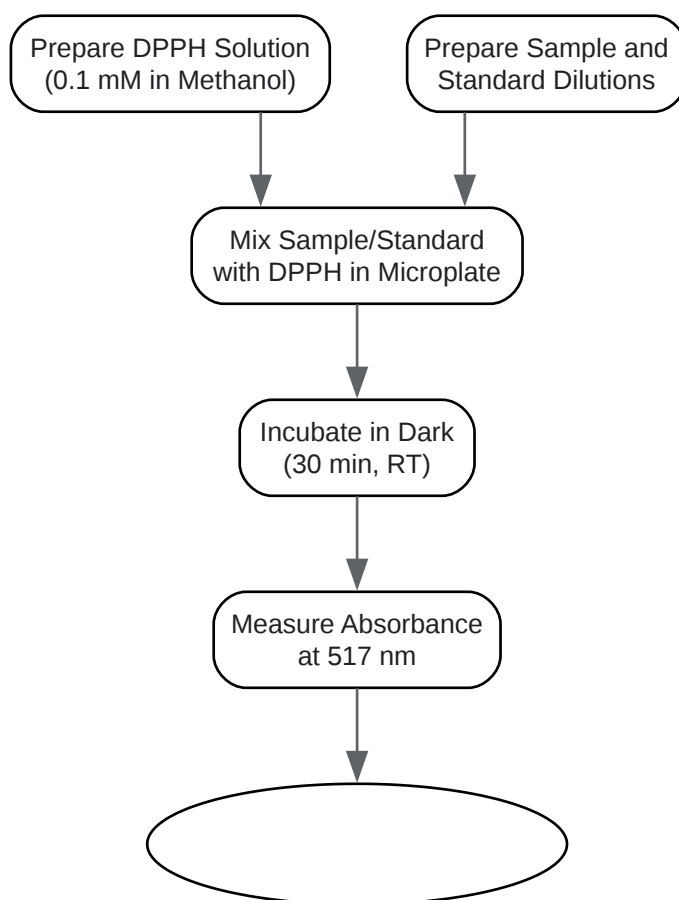 Prepare DPPH Solution
(0.1 mM in Methanol)
Prepare Sample and
Standard Dilutions
Mix Sample/Standard
with DPPH in Microplate
Incubate in Dark
(30 min, RT)
Measure Absorbance
at 517 nm